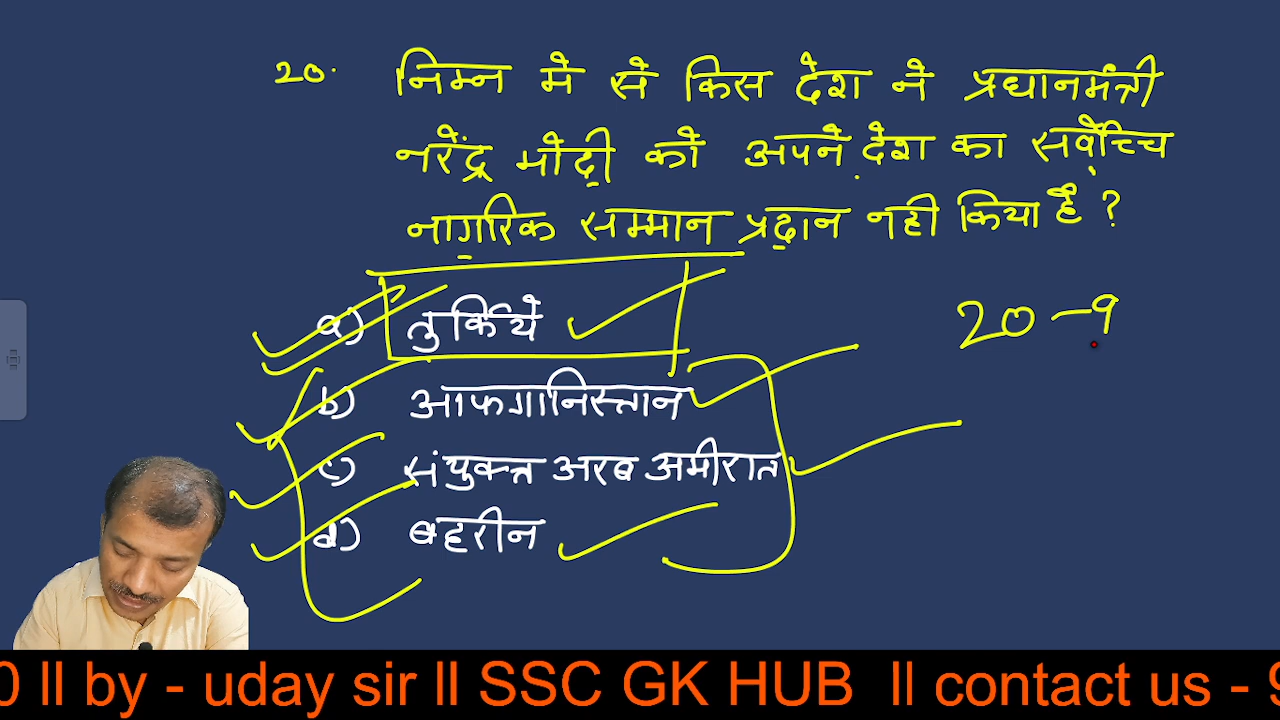 20. निम्न मे से किस देश ने प्रधानमंत्री
नरेंद्र मोदी को अपने देश का सर्वोच्चि
नागरिक सम्मान प्रदान नही किया है ?
a) तुर्किये
20-9
b) आफगानिस्तान
c) संयुक्त अरब अमीरात
d) बहरीन
0 ll by - uday sir ll SSC GK HUB ll contact us - 9